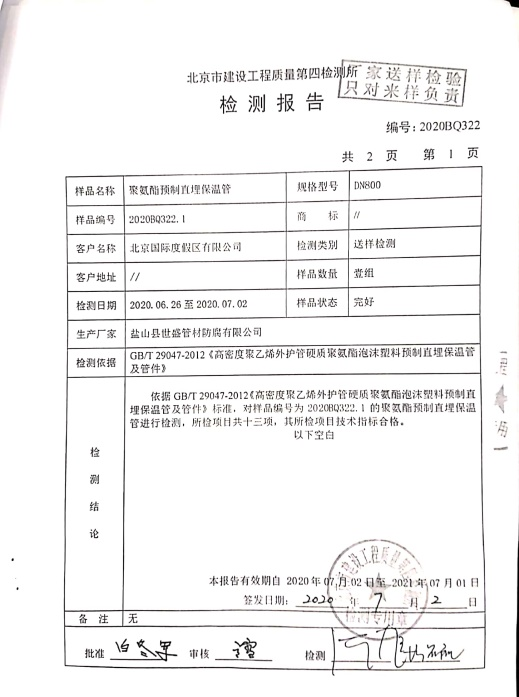 北京市建设工程质量第四检测所
厂家送样检验
只对来样负责
检测报告
编号:2020BQ322
共 2 页 第 1 页
样品名称 聚氨酯预制直埋保温管 规格型号 DN800
样品编号 2020BQ322.1 商标 //
客户名称 北京国际度假区有限公司 检测类别 送样检测
客户地址 // 样品数量 壹组
检测日期 2020.06.26 至 2020.07.02 样品状态 完好
生产厂家 盐山县世盛管材防腐有限公司
检测依据 GB/T 29047-2012《高密度聚乙烯外护管硬质聚氨酯泡沫塑料预制直埋保温管
及管件》
检测结论
依据 GB/T 29047-2012《高密度聚乙烯外护管硬质聚氨酯泡沫塑料预制直
埋保温管及管件》标准,对样品编号为 2020BQ322.1 的聚氨酯预制直埋保温
管进行检测,所检项目共十三项,其所检项目技术指标合格。
以下空白
本报告有效期自 2020 年 07 月 02 日至 2021 年 07 月 01 日
签发日期: 2020 年 7 月 2 日
检测专用章
备注 无
批准 审核 检测